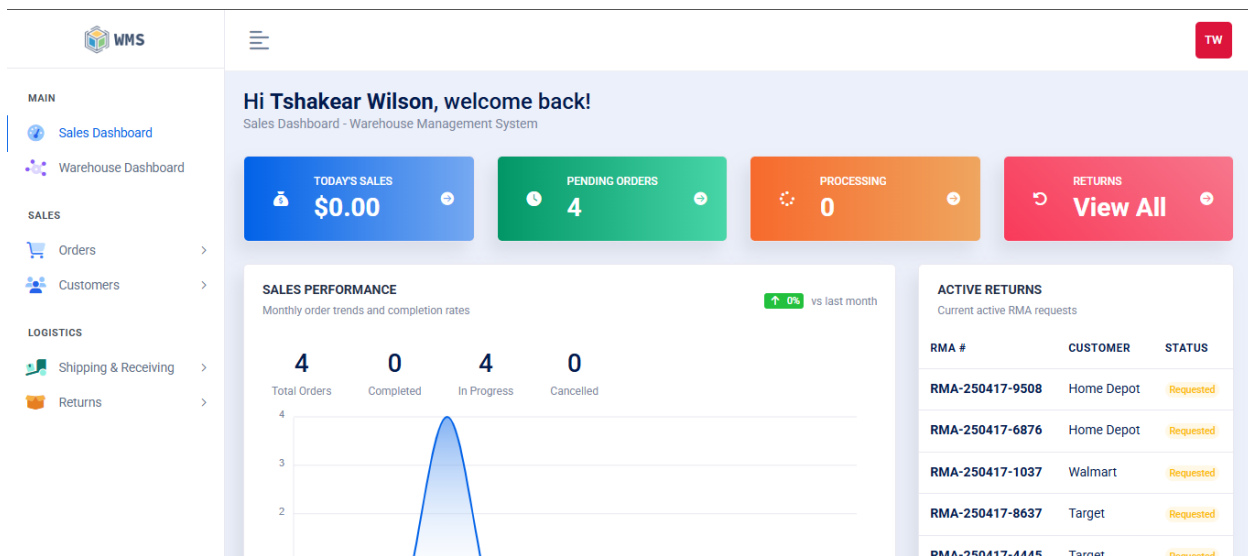 WMS
TW
MAIN
Sales Dashboard
Warehouse Dashboard
SALES
Orders
Customers
LOGISTICS
Shipping & Receiving
Returns
Hi Tshakear Wilson, welcome back!
Sales Dashboard - Warehouse Management System
TODAY'S SALES
$0.00
PENDING ORDERS
4
PROCESSING
0
RETURNS
View All
SALES PERFORMANCE
Monthly order trends and completion rates
0% vs last month
4 0 4 0
Total Orders Completed In Progress Cancelled
4
3
2
ACTIVE RETURNS
Current active RMA requests
RMA # CUSTOMER STATUS
RMA-250417-9508 Home Depot Requested
RMA-250417-6876 Home Depot Requested
RMA-250417-1037 Walmart Requested
RMA-250417-8637 Target Requested
RMA-250417-4445 Target Requested